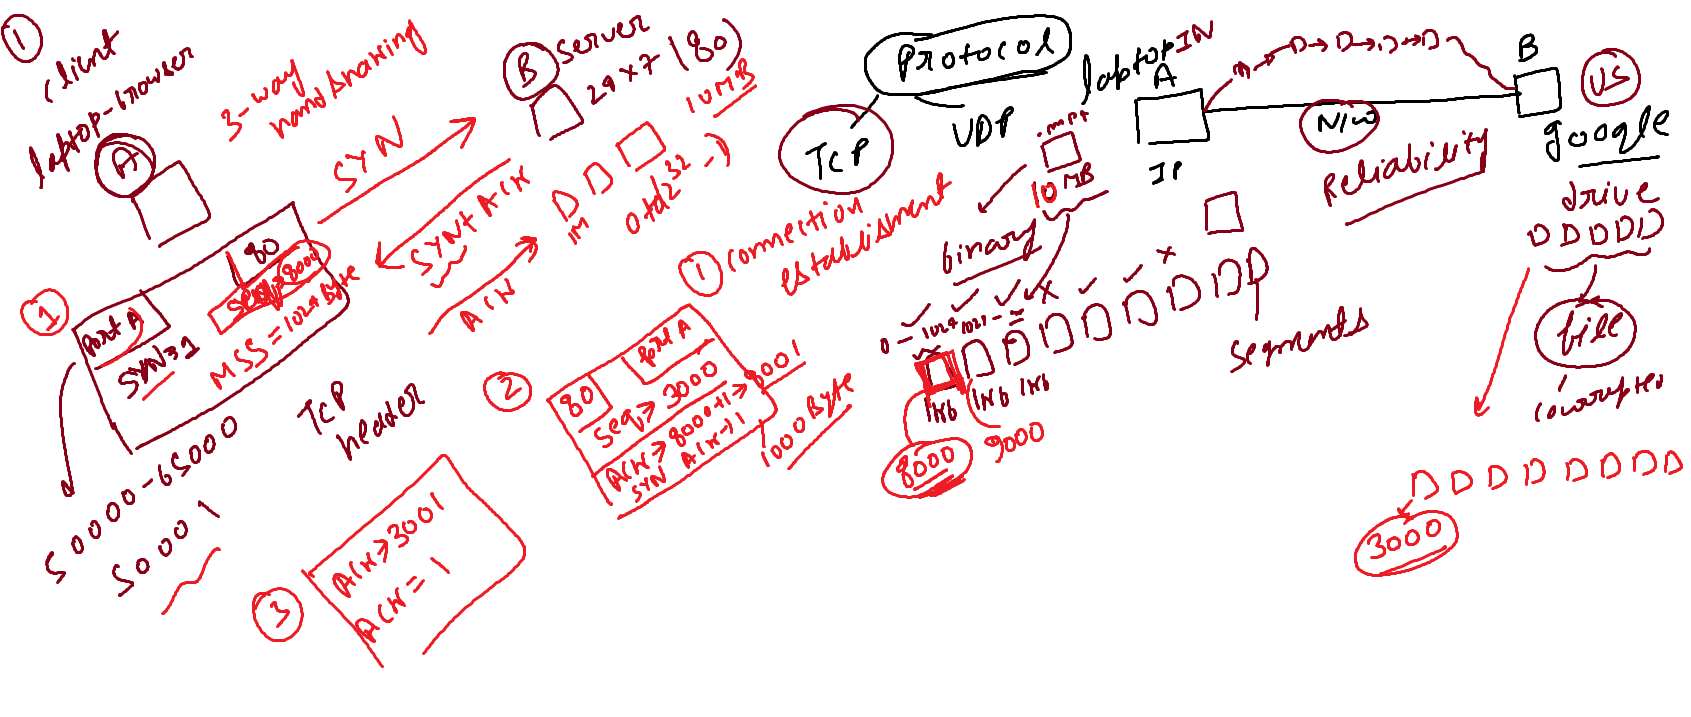 1
client
laptop-browser
A
3-way
handsharing
SYN
SYN+ACK
ACK
B
Server
24x7 (80)
10MB
1M
0 to 2^32 - 1
1
Port A
80
Seq→8000
SYN=1
MSS=1024 Byte
50000-65000
50001
TCP
header
2
80
Port A
Seq→3000
ACK→8000+1→8001
SYN ACK→1
1000 Byte
3
ACK→3001
ACK=1
Protocol
TCP
UDP
1
Connection
establishment
.mp4
10MB
binary
0-1024
1KB 1KB 1KB
8000
9000
Segments
laptop IN
A
IP
N/W
B
US
google
drive
Reliability
file
3000